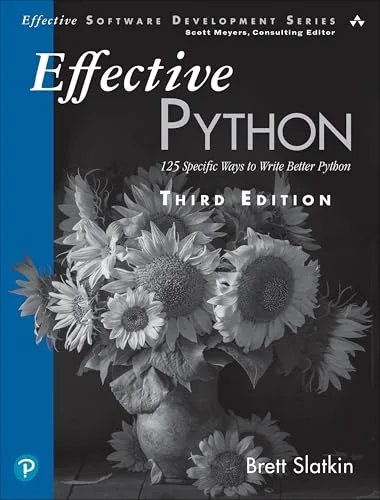 Effective Software Development Series
Scott Meyers, Consulting Editor
Effective
Python
125 Specific Ways to Write Better Python
Third Edition
Brett Slatkin
P